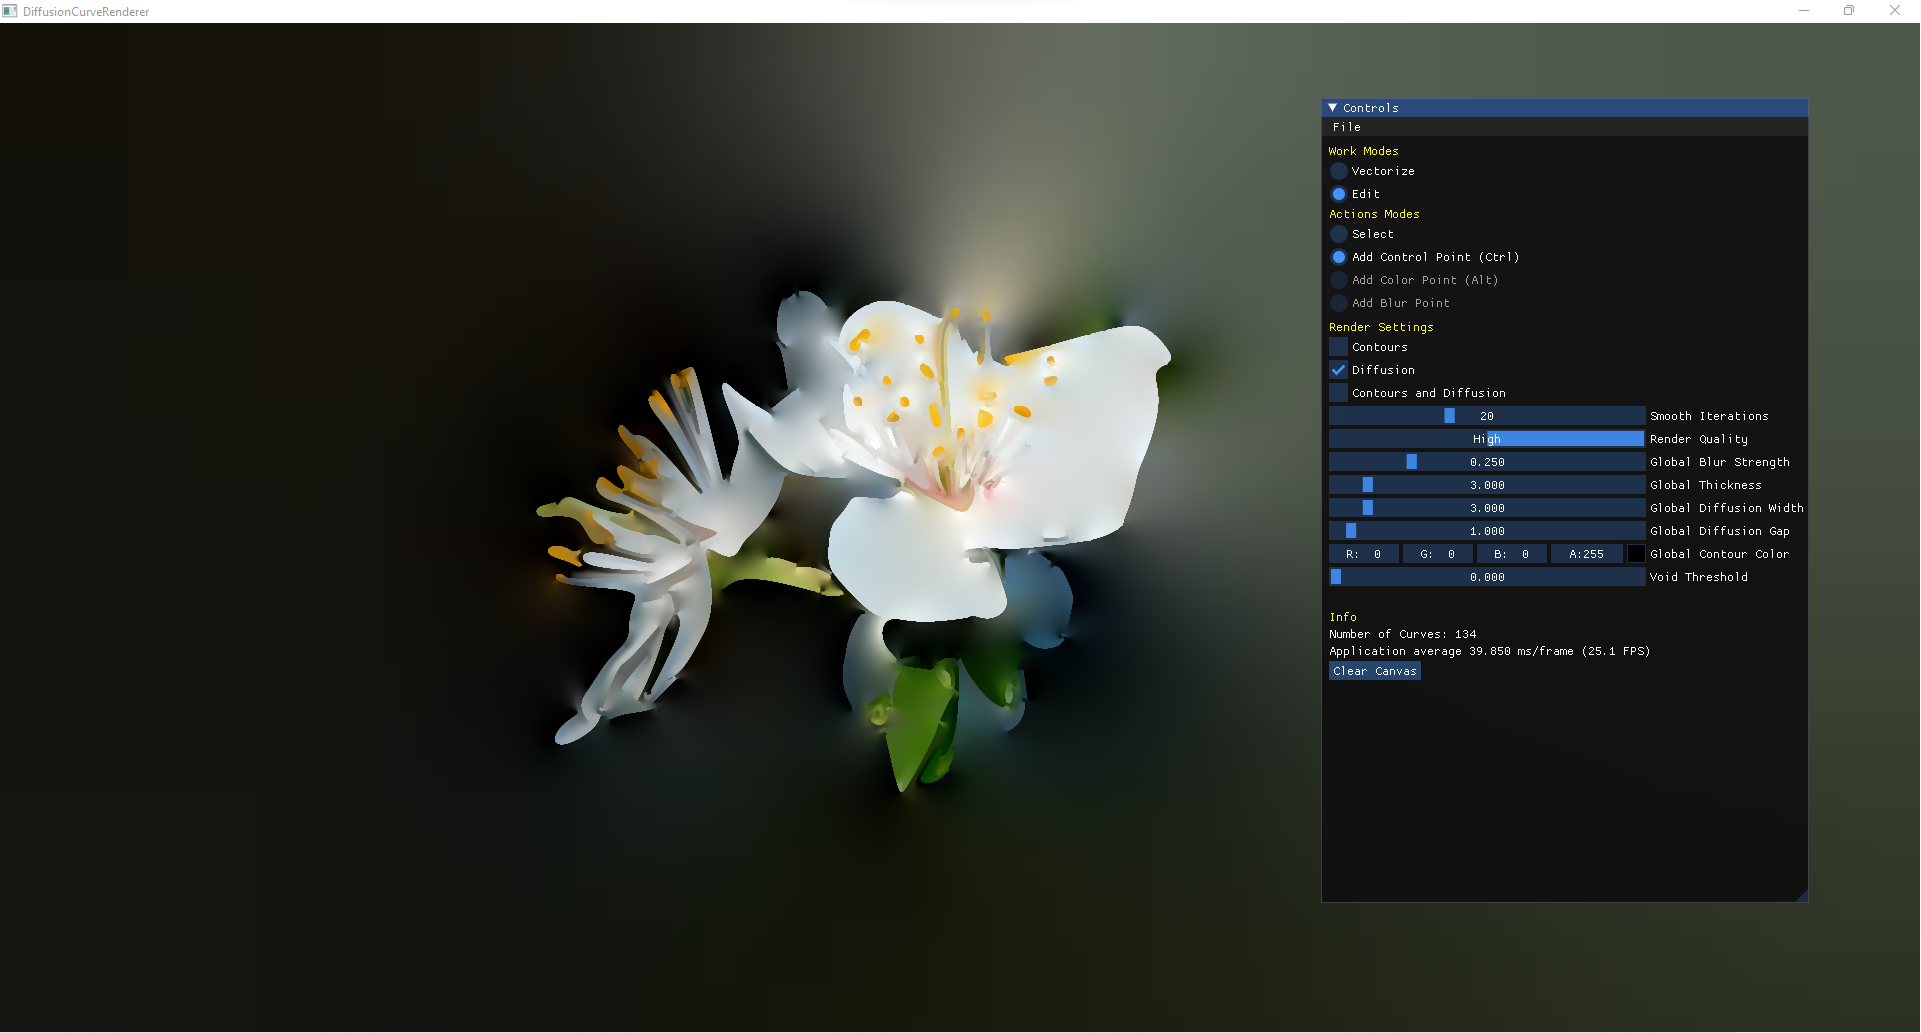 DiffusionCurveRenderer
Controls
File
Work Modes
Vectorize
Edit
Actions Modes
Select
Add Control Point (Ctrl)
Add Color Point (Alt)
Add Blur Point
Render Settings
Contours
Diffusion
Contours and Diffusion
20 Smooth Iterations
High Render Quality
0.250 Global Blur Strength
3.000 Global Thickness
3.000 Global Diffusion Width
1.000 Global Diffusion Gap
R: 0 G: 0 B: 0 A:255 Global Contour Color
0.000 Void Threshold
Info
Number of Curves: 134
Application average 39.850 ms/frame (25.1 FPS)
Clear Canvas